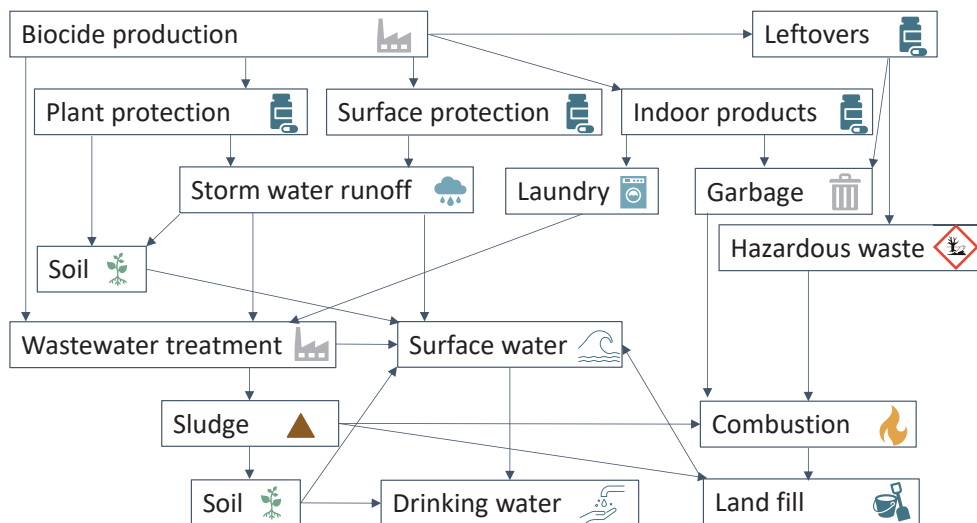 Biocide production
Leftovers
Plant protection
Surface protection
Indoor products
Storm water runoff
Laundry
Garbage
Soil
Hazardous waste
Wastewater treatment
Surface water
Sludge
Combustion
Soil
Drinking water
Land fill